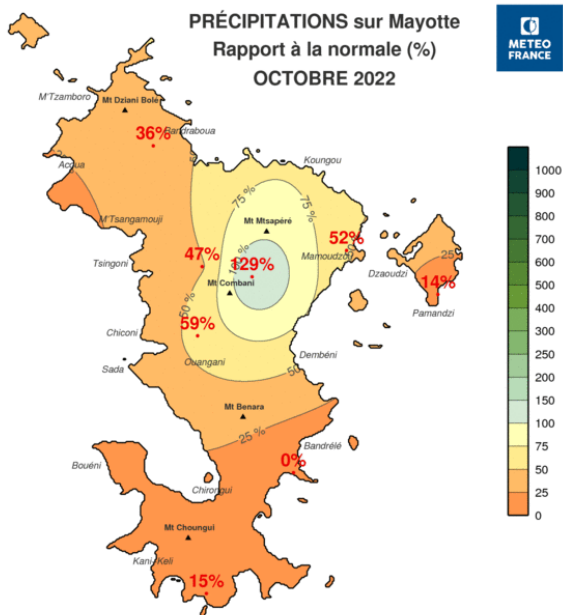 PRÉCIPITATIONS sur Mayotte
Rapport à la normale (%)
OCTOBRE 2022
METEO
FRANCE
M'Tzamboro
Mt Dziani Bolé
36%
Bandraboua
Acoua
Koungou
75 %
75 %
M'Tsangamouji
Mt Mtsapéré
52%
25
Mamoudzou
Tsingoni
47%
129%
Dzaoudzi
14%
Mt Combani
Pamandzi
50 %
59%
Chiconi
Ouangani
Dembéni
Sada
50
Mt Benara
25 %
Bandrélé
0%
Bouéni
Chirongui
Mt Choungui
Kani-Kéli
15%
1000
900
800
700
600
500
400
300
250
200
150
100
75
50
25
0